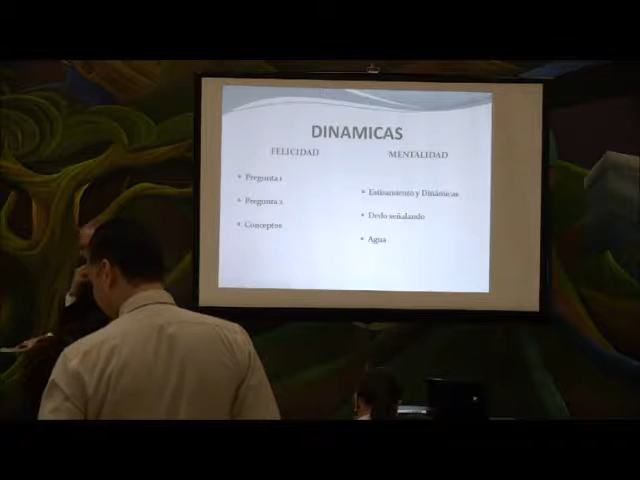 DINAMICAS
FELICIDAD
• Pregunta 1
• Pregunta 2
• Conceptos
MENTALIDAD
• Estiramiento y Dinámicas
• Dedo señalando
• Agua